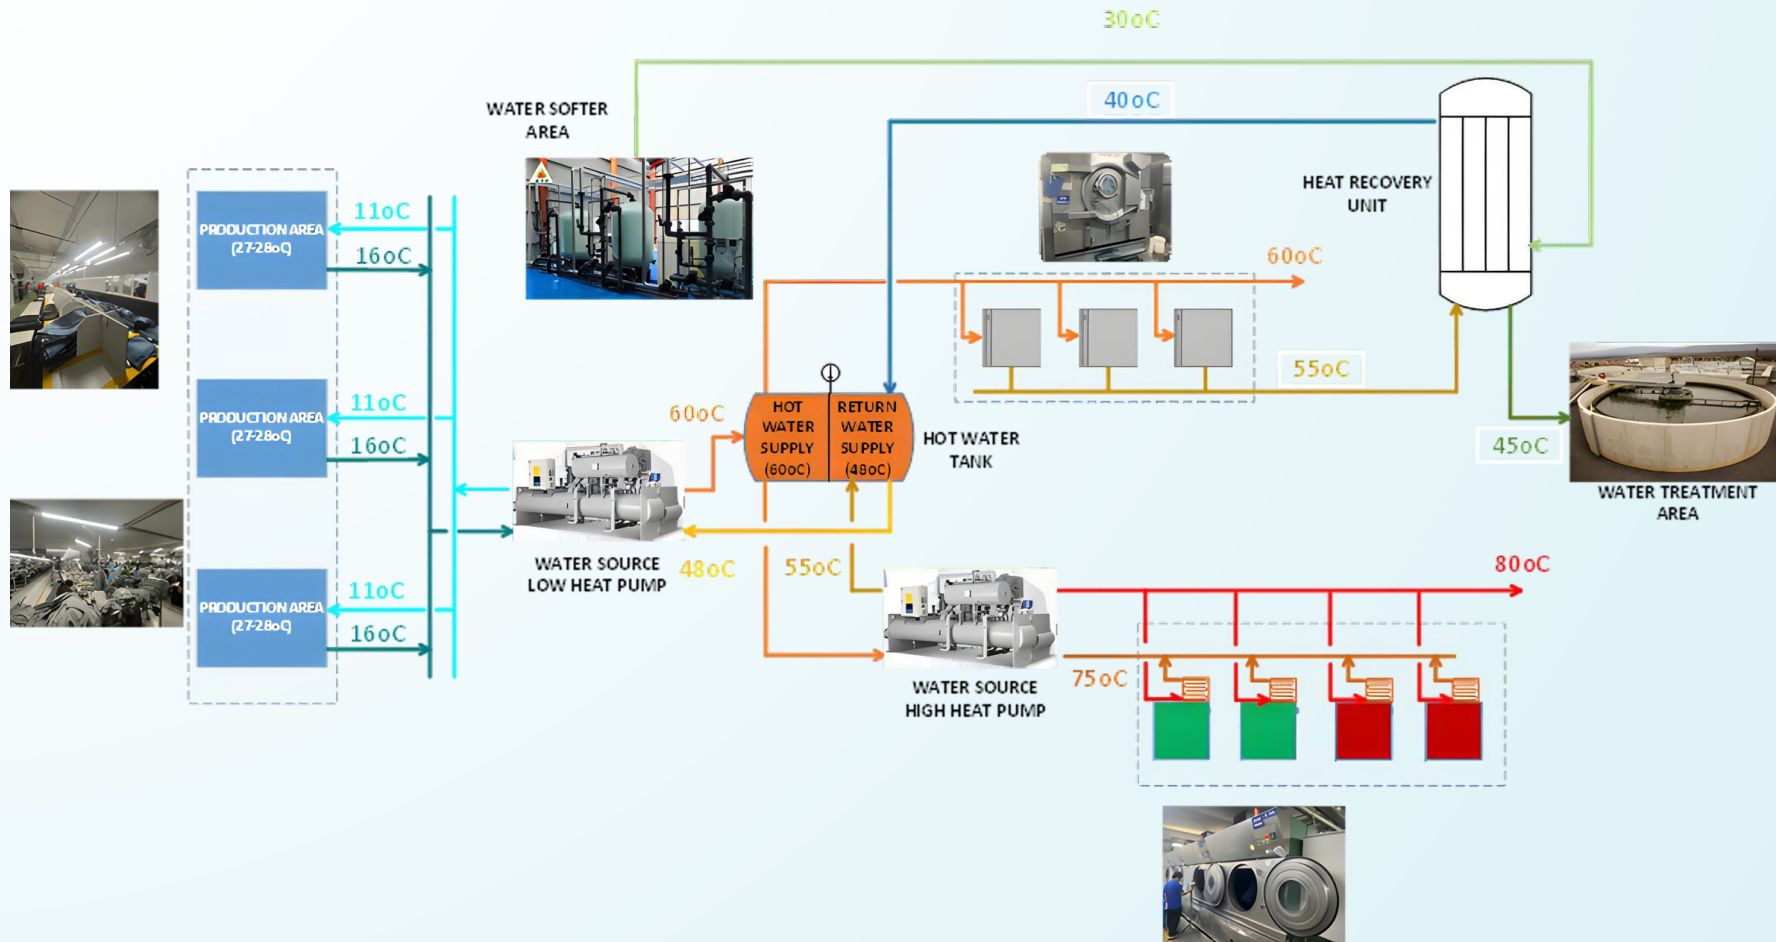 30oC
40oC
WATER SOFTER
AREA
HEAT RECOVERY
UNIT
PRODUCTION AREA
(27-28oC)
11oC
16oC
60oC
55oC
PRODUCTION AREA
(27-28oC)
11oC
16oC
60oC
HOT
WATER
SUPPLY
(60oC)
RETURN
WATER
SUPPLY
(48oC)
HOT WATER
TANK
45oC
WATER TREATMENT
AREA
WATER SOURCE
LOW HEAT PUMP
48oC
55oC
80oC
PRODUCTION AREA
(27-28oC)
11oC
16oC
WATER SOURCE
HIGH HEAT PUMP
75oC